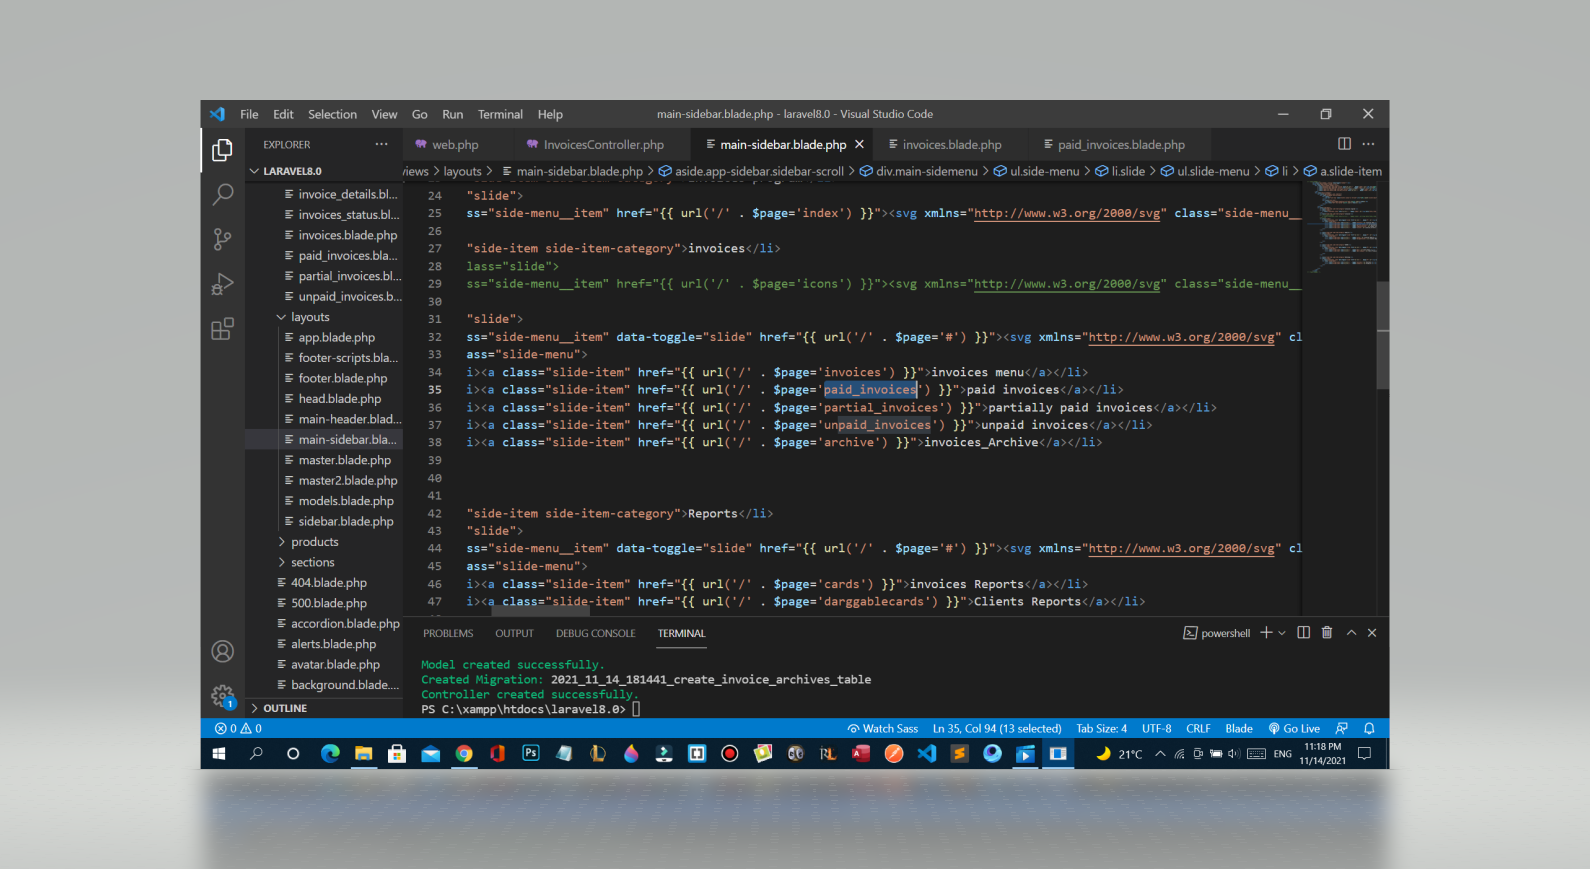 File Edit Selection View Go Run Terminal Help
main-sidebar.blade.php - laravel8.0 - Visual Studio Code
EXPLORER ...
web.php
InvoicesController.php
main-sidebar.blade.php
invoices.blade.php
paid_invoices.blade.php
LARAVEL8.0
iews > layouts > main-sidebar.blade.php > aside.app-sidebar.sidebar-scroll > div.main-sidemenu > ul.side-menu > li.slide > ul.slide-menu > li > a.slide-item
invoice_details.bl...
invoices_status.bl...
invoices.blade.php
paid_invoices.bla...
partial_invoices.bl...
unpaid_invoices.b...
layouts
app.blade.php
footer-scripts.bla...
footer.blade.php
head.blade.php
main-header.blad...
main-sidebar.bla...
master.blade.php
master2.blade.php
models.blade.php
sidebar.blade.php
products
sections
404.blade.php
500.blade.php
accordion.blade.php
alerts.blade.php
avatar.blade.php
background.blade....
OUTLINE
24 "slide">
25 ss="side-menu__item" href="{{ url('/' . $page='index') }}"><svg xmlns="http://www.w3.org/2000/svg" class="side-menu__
26
27 "side-item side-item-category">invoices</li>
28 lass="slide">
29 ss="side-menu__item" href="{{ url('/' . $page='icons') }}"><svg xmlns="http://www.w3.org/2000/svg" class="side-menu__
30
31 "slide">
32 ss="side-menu__item" data-toggle="slide" href="{{ url('/' . $page='#') }}"><svg xmlns="http://www.w3.org/2000/svg" cl
33 ass="slide-menu">
34 i><a class="slide-item" href="{{ url('/' . $page='invoices') }}">invoices menu</a></li>
35 i><a class="slide-item" href="{{ url('/' . $page='paid_invoices') }}">paid invoices</a></li>
36 i><a class="slide-item" href="{{ url('/' . $page='partial_invoices') }}">partially paid invoices</a></li>
37 i><a class="slide-item" href="{{ url('/' . $page='unpaid_invoices') }}">unpaid invoices</a></li>
38 i><a class="slide-item" href="{{ url('/' . $page='archive') }}">invoices_Archive</a></li>
39
40
41
42 "side-item side-item-category">Reports</li>
43 "slide">
44 ss="side-menu__item" data-toggle="slide" href="{{ url('/' . $page='#') }}"><svg xmlns="http://www.w3.org/2000/svg" cl
45 ass="slide-menu">
46 i><a class="slide-item" href="{{ url('/' . $page='cards') }}">invoices Reports</a></li>
47 i><a class="slide-item" href="{{ url('/' . $page='darggablecards') }}">Clients Reports</a></li>
PROBLEMS OUTPUT DEBUG CONSOLE TERMINAL
powershell
Model created successfully.
Created Migration: 2021_11_14_181441_create_invoice_archives_table
Controller created successfully.
PS C:\xampp\htdocs\laravel8.0>
1
0 0
Watch Sass
Ln 35, Col 94 (13 selected)
Tab Size: 4
UTF-8
CRLF
Blade
Go Live
Ps
RL
21°C
ENG
11:18 PM
11/14/2021